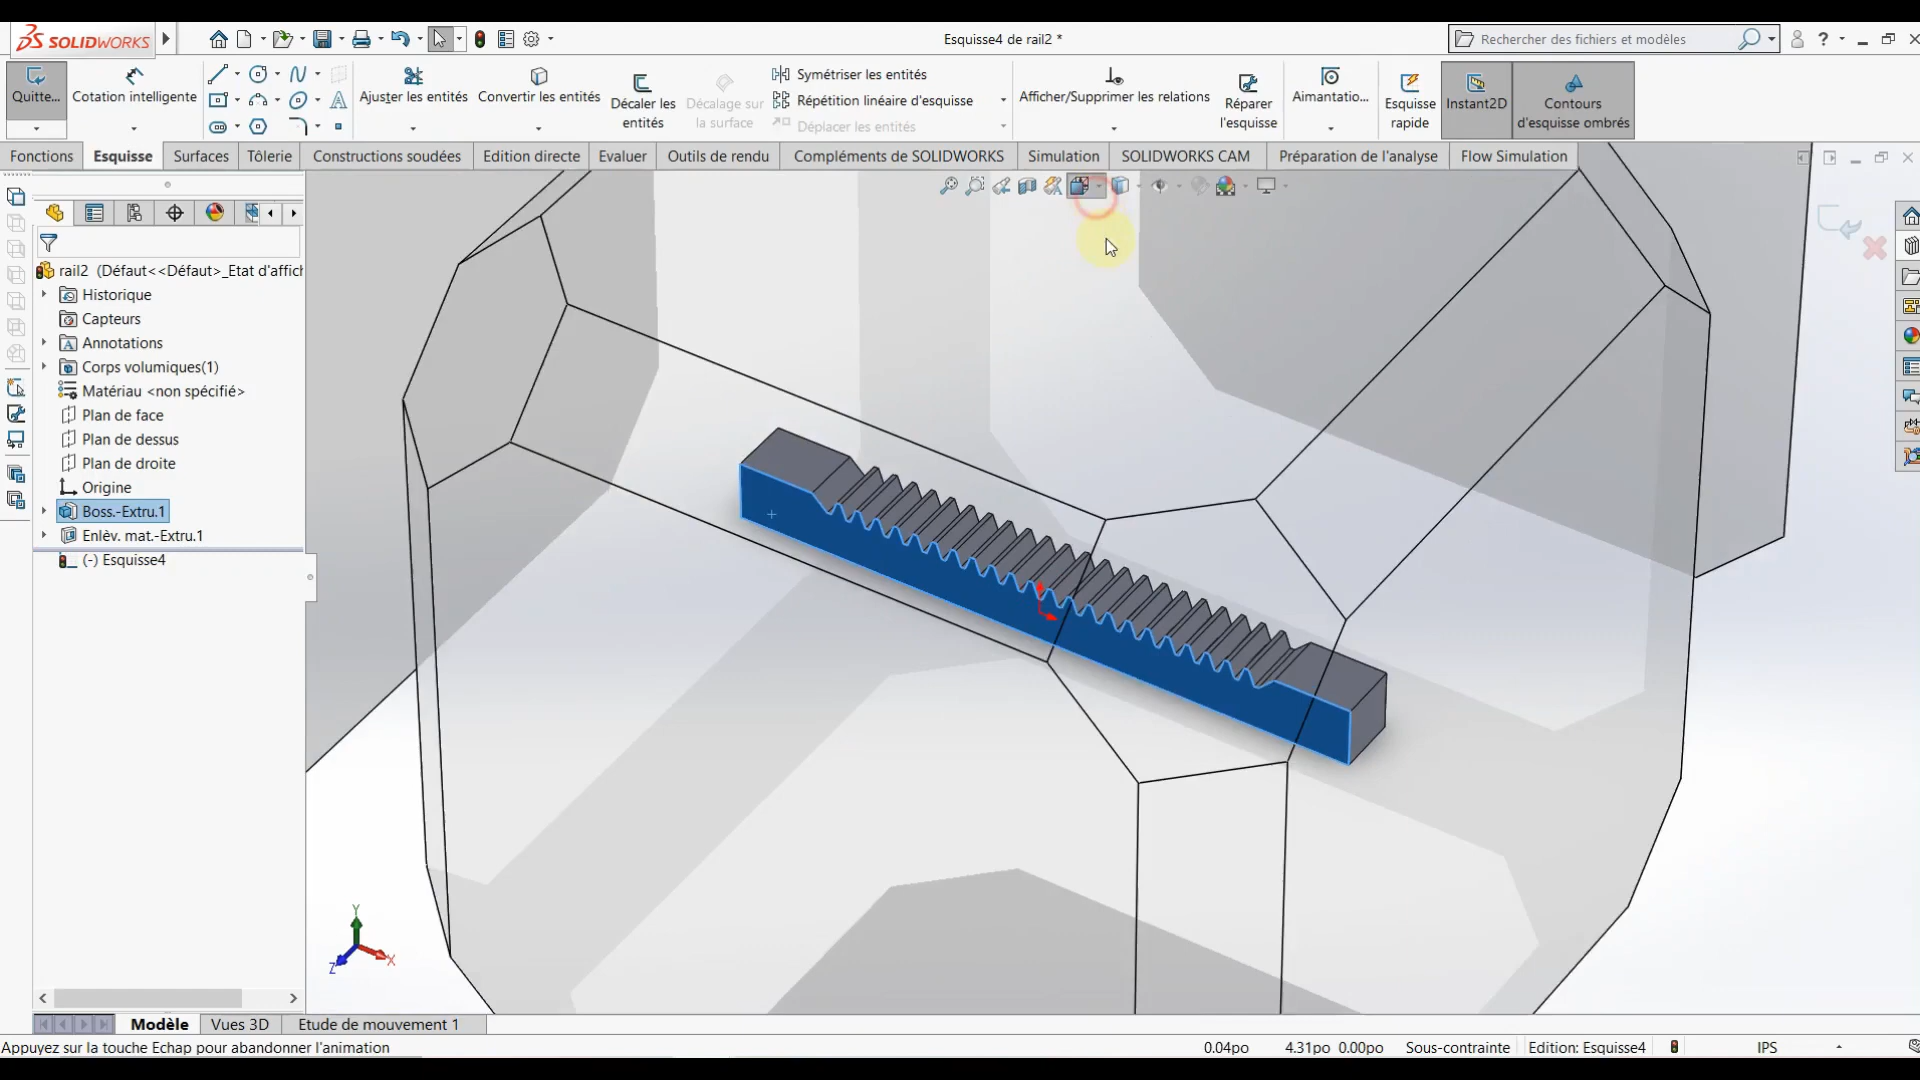 SOLIDWORKS
Esquisse4 de rail2 *
Rechercher des fichiers et modèles
?
Quitte...
Cotation intelligente
Ajuster les entités
Convertir les entités
Décaler les
entités
Décalage sur
la surface
Symétriser les entités
Répétition linéaire d'esquisse
Déplacer les entités
Afficher/Supprimer les relations
Réparer
l'esquisse
Aimantatio...
Esquisse
rapide
Instant2D
Contours
d'esquisse ombrés
Fonctions
Esquisse
Surfaces
Tôlerie
Constructions soudées
Edition directe
Evaluer
Outils de rendu
Compléments de SOLIDWORKS
Simulation
SOLIDWORKS CAM
Préparation de l'analyse
Flow Simulation
rail2 (Défaut<<Défaut>_Etat d'affich
Historique
Capteurs
Annotations
Corps volumiques(1)
Matériau <non spécifié>
Plan de face
Plan de dessus
Plan de droite
Origine
Boss.-Extru.1
Enlèv. mat.-Extru.1
(-) Esquisse4
Y
X
Z
Modèle
Vues 3D
Etude de mouvement 1
Appuyez sur la touche Echap pour abandonner l'animation
0.04po
4.31po
0.00po
Sous-contrainte
Edition: Esquisse4
IPS